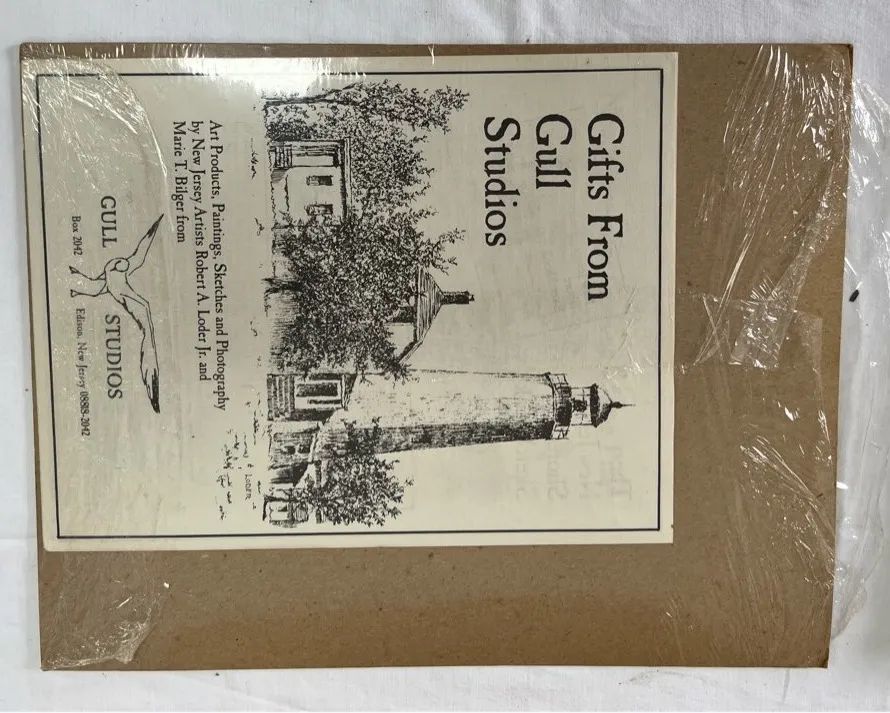 Gifts From
Gull
Studios
LODER
Art Products, Paintings, Sketches and Photography
by New Jersey Artists Robert A. Loder Jr. and
Marie T. Bilger from
GULL STUDIOS
Box 2042 Edison, New Jersey 08818-2042